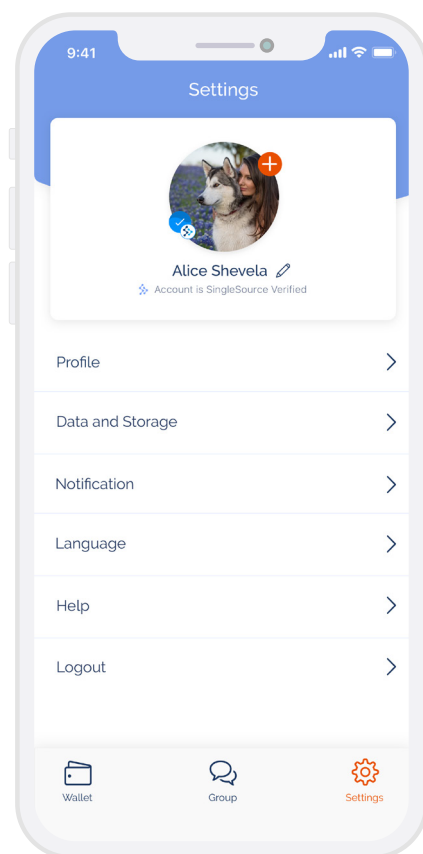 9:41
Settings
Alice Shevela
Account is SingleSource Verified
Profile
Data and Storage
Notification
Language
Help
Logout
Wallet
Group
Settings